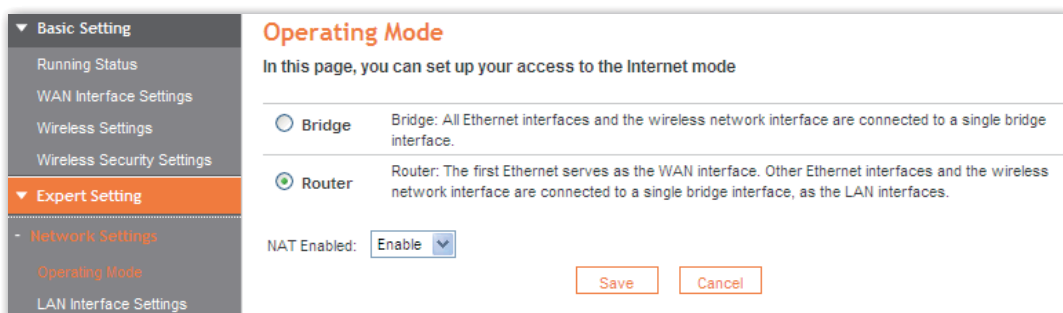 Basic Setting
Running Status
WAN Interface Settings
Wireless Settings
Wireless Security Settings
Expert Setting
- Network Settings
Operating Mode
LAN Interface Settings
Operating Mode
In this page, you can set up your access to the Internet mode
Bridge
Bridge: All Ethernet interfaces and the wireless network interface are connected to a single bridge
interface.
Router
Router: The first Ethernet serves as the WAN interface. Other Ethernet interfaces and the wireless
network interface are connected to a single bridge interface, as the LAN interfaces.
NAT Enabled: Enable
Save Cancel